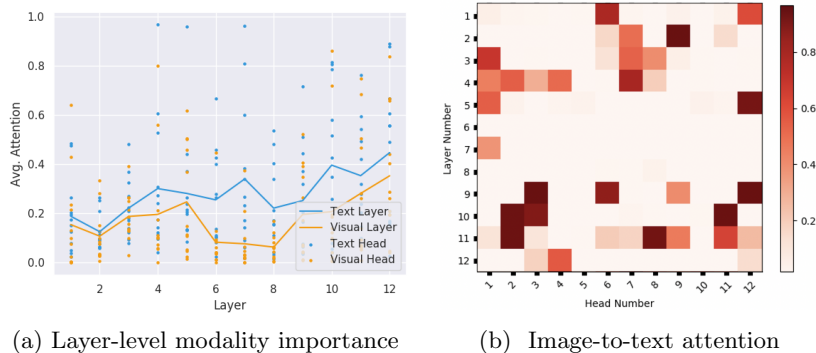 1.0
0.8
0.6
0.4
0.2
0.0
Avg. Attention
2 4 6 8 10 12
Layer
Text Layer
Visual Layer
Text Head
Visual Head
(a) Layer-level modality importance
b)
Layer Number
1
2
3
4
5
6
7
8
9
10
11
12
1 2 3 4 5 6 7 8 9 10 11 12
Head Number
0.8
0.6
0.4
0.2
(b) Image-to-text attention